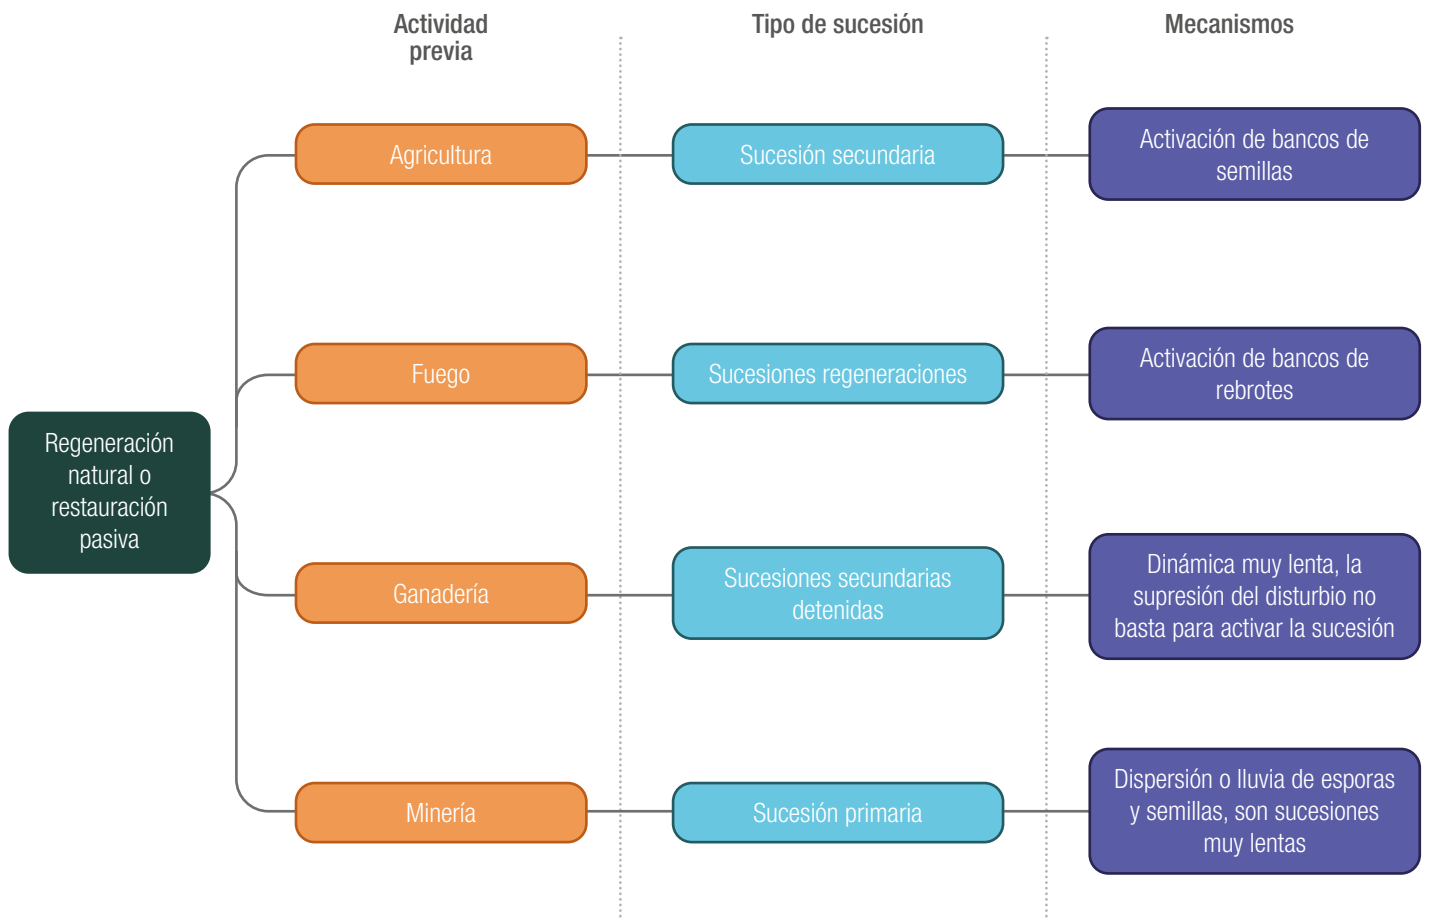 Actividad
previa
Tipo de sucesión
Mecanismos
Agricultura
Sucesión secundaria
Activación de bancos de
semillas
Fuego
Sucesiones regeneraciones
Activación de bancos de
rebrotes
Regeneración
natural o
restauración
pasiva
Ganadería
Sucesiones secundarias
detenidas
Dinámica muy lenta, la
supresión del disturbio no
basta para activar la sucesión
Minería
Sucesión primaria
Dispersión o lluvia de esporas
y semillas, son sucesiones
muy lentas